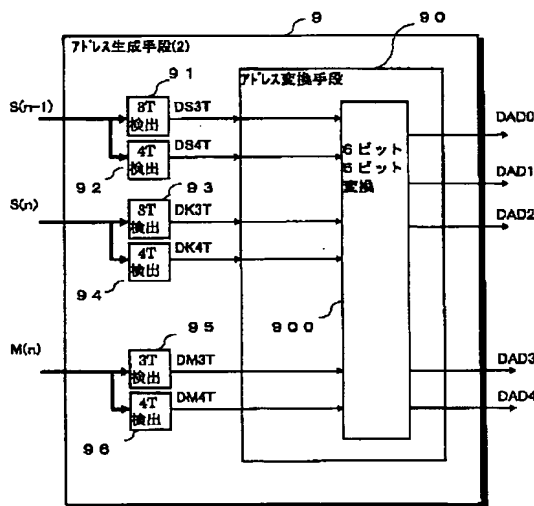 9
90
アドレス生成手段(2)
アドレス変換手段
91
S(n-1)
3T
検出
DS3T
DAD0
4T
検出
DS4T
6ビット
5ビット
変換
DAD1
92
93
S(n)
3T
検出
DK3T
DAD2
4T
検出
DK4T
94
900
95
M(n)
3T
検出
DM3T
DAD3
4T
検出
DM4T
DAD4
96